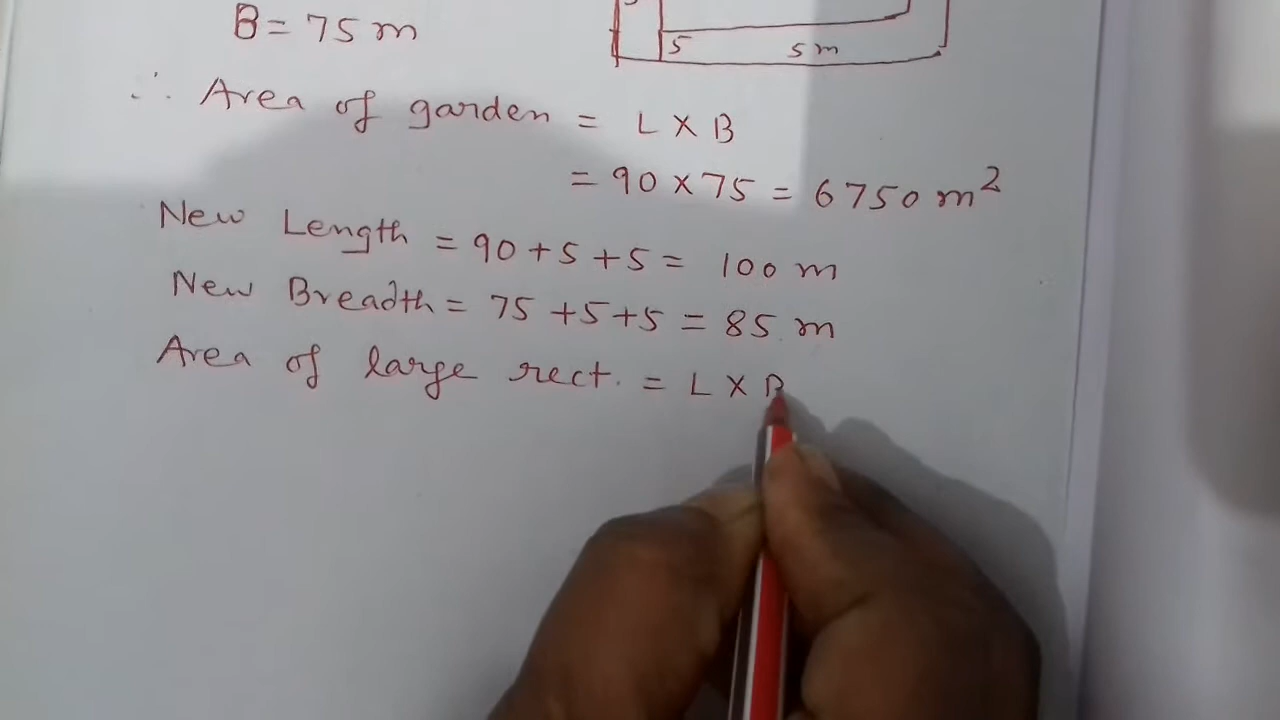 B = 75 m
5 5 m
∴ Area of garden = L × B
= 90 × 75 = 6750 m²
New Length = 90 + 5 + 5 = 100 m
New Breadth = 75 + 5 + 5 = 85 m
Area of large rect. = L × B